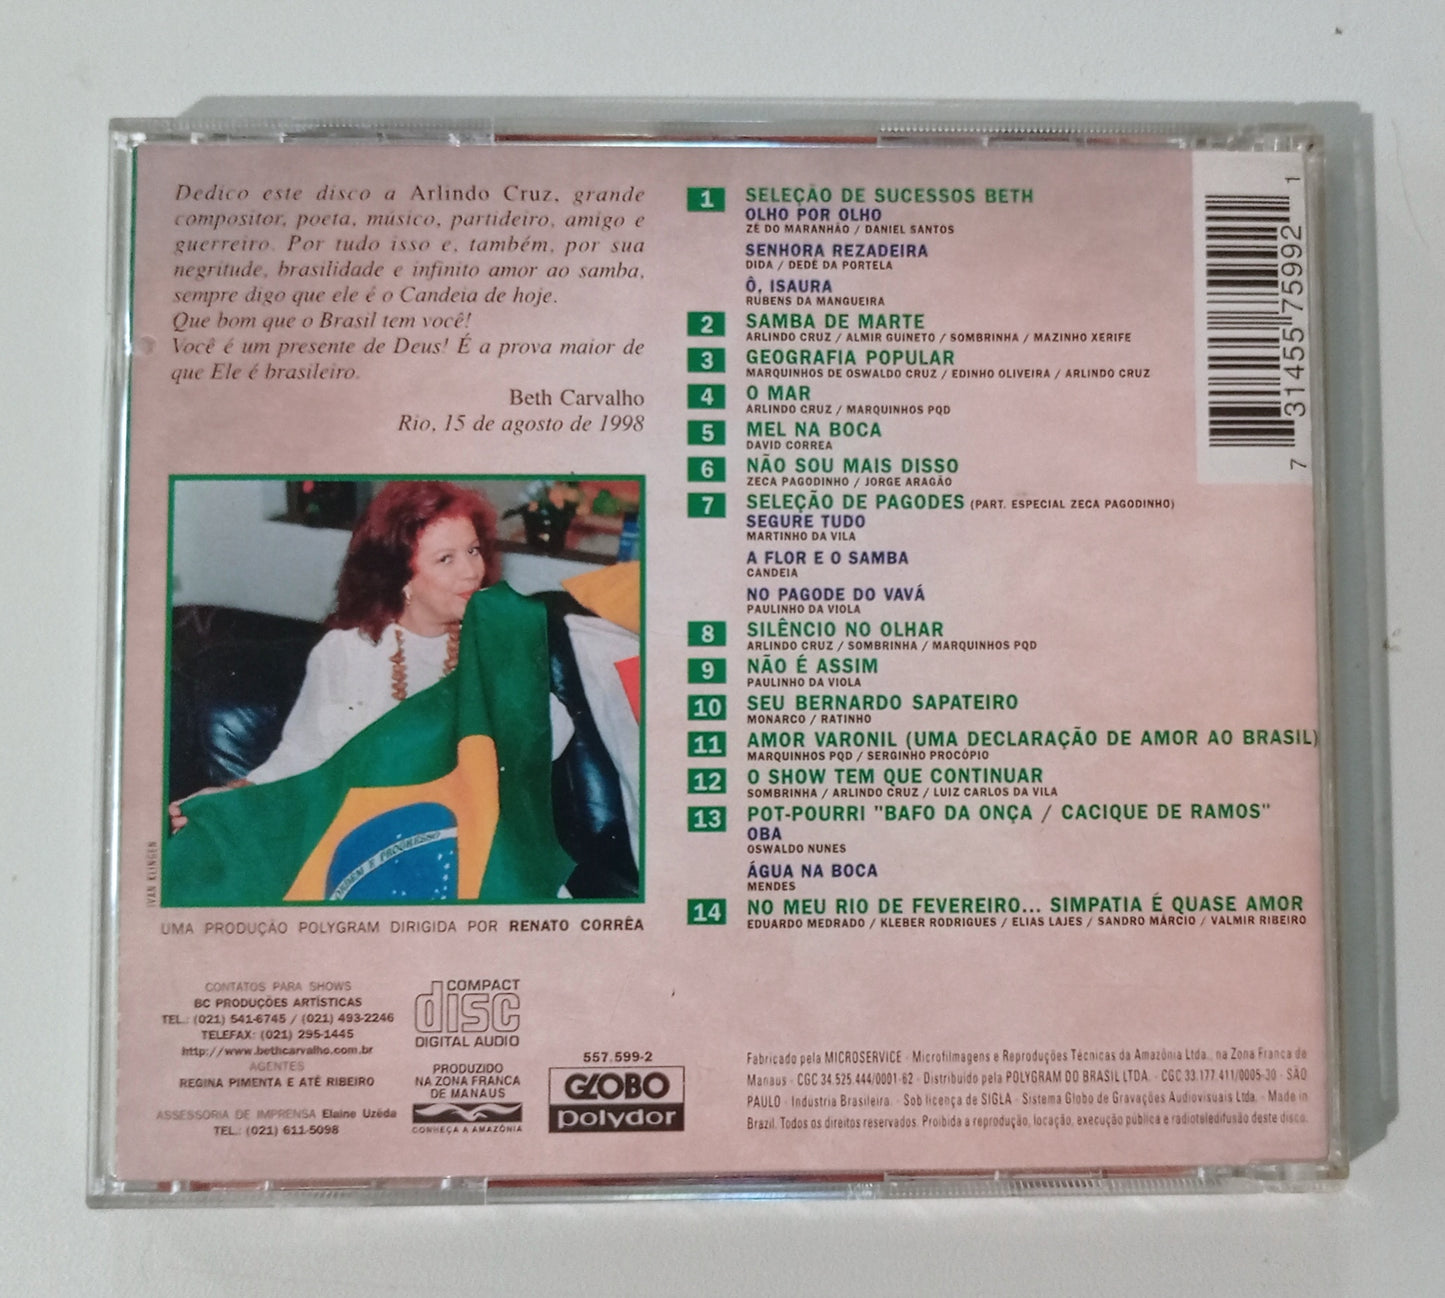 Dedico este disco a Arlindo Cruz, grande
compositor, poeta, músico, partideiro, amigo e
guerreiro. Por tudo isso e, também, por sua
negritude, brasilidade e infinito amor ao samba,
sempre digo que ele é o Candeia de hoje.
Que bom que o Brasil tem você!
Você é um presente de Deus! É a prova maior de
que Ele é brasileiro.
Beth Carvalho
Rio, 15 de agosto de 1998
ORDEM E PROGRESSO
IVAN KLINGEN
UMA PRODUÇÃO POLYGRAM DIRIGIDA POR RENATO CORRÊA
CONTATOS PARA SHOWS
BC PRODUÇÕES ARTÍSTICAS
TEL.: (021) 541-6745 / (021) 493-2246
TELEFAX: (021) 295-1445
http://www.bethcarvalho.com.br
AGENTES
REGINA PIMENTA E ATÊ RIBEIRO
ASSESSORIA DE IMPRENSA Elaine Uzêda
TEL.: (021) 611-5098
COMPACT
disc
DIGITAL AUDIO
PRODUZIDO
NA ZONA FRANCA
DE MANAUS
CONHEÇA A AMAZÔNIA
557.599-2
GLOBO
polydor
1 SELEÇÃO DE SUCESSOS BETH
OLHO POR OLHO
ZÉ DO MARANHÃO / DANIEL SANTOS
SENHORA REZADEIRA
DIDA / DEDÉ DA PORTELA
Ô, ISAURA
RUBENS DA MANGUEIRA
2 SAMBA DE MARTE
ARLINDO CRUZ / ALMIR GUINETO / SOMBRINHA / MAZINHO XERIFE
3 GEOGRAFIA POPULAR
MARQUINHOS DE OSWALDO CRUZ / EDINHO OLIVEIRA / ARLINDO CRUZ
4 O MAR
ARLINDO CRUZ / MARQUINHOS PQD
5 MEL NA BOCA
DAVID CORREA
6 NÃO SOU MAIS DISSO
ZECA PAGODINHO / JORGE ARAGÃO
7 SELEÇÃO DE PAGODES (PART. ESPECIAL ZECA PAGODINHO)
SEGURE TUDO
MARTINHO DA VILA
A FLOR E O SAMBA
CANDEIA
NO PAGODE DO VAVÁ
PAULINHO DA VIOLA
8 SILÊNCIO NO OLHAR
ARLINDO CRUZ / SOMBRINHA / MARQUINHOS PQD
9 NÃO É ASSIM
PAULINHO DA VIOLA
10 SEU BERNARDO SAPATEIRO
MONARCO / RATINHO
11 AMOR VARONIL (UMA DECLARAÇÃO DE AMOR AO BRASIL)
MARQUINHOS PQD / SERGINHO PROCÓPIO
12 O SHOW TEM QUE CONTINUAR
SOMBRINHA / ARLINDO CRUZ / LUIZ CARLOS DA VILA
13 POT-POURRI "BAFO DA ONÇA / CACIQUE DE RAMOS"
OBA
OSWALDO NUNES
ÁGUA NA BOCA
MENDES
14 NO MEU RIO DE FEVEREIRO... SIMPATIA É QUASE AMOR
EDUARDO MEDRADO / KLEBER RODRIGUES / ELIAS LAJES / SANDRO MÁRCIO / VALMIR RIBEIRO
Fabricado pela MICROSERVICE - Microfilmagens e Reproduções Técnicas da Amazônia Ltda., na Zona Franca de
Manaus - CGC 34.525.444/0001-62 - Distribuído pela POLYGRAM DO BRASIL LTDA. - CGC 33.177.411/0005-30 - SÃO
PAULO - Indústria Brasileira. - Sob licença de SIGLA - Sistema Globo de Gravações Audiovisuais Ltda. - Made in
Brazil. Todos os direitos reservados. Proibida a reprodução, locação, execução pública e radioteledifusão deste disco.
7 31455 75992 1